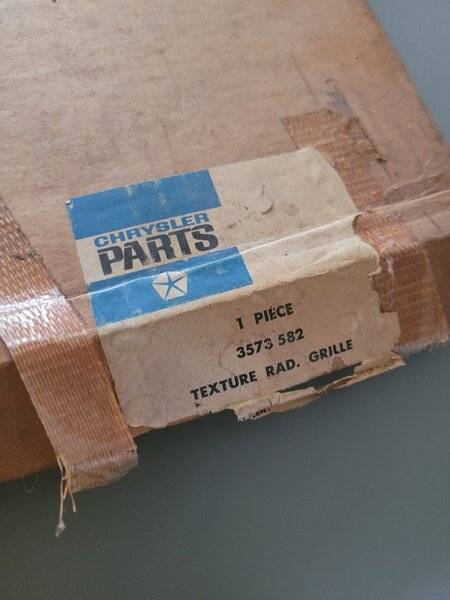 CHRYSLER
PARTS
1 PIECE
3573 582
TEXTURE RAD. GRILLE